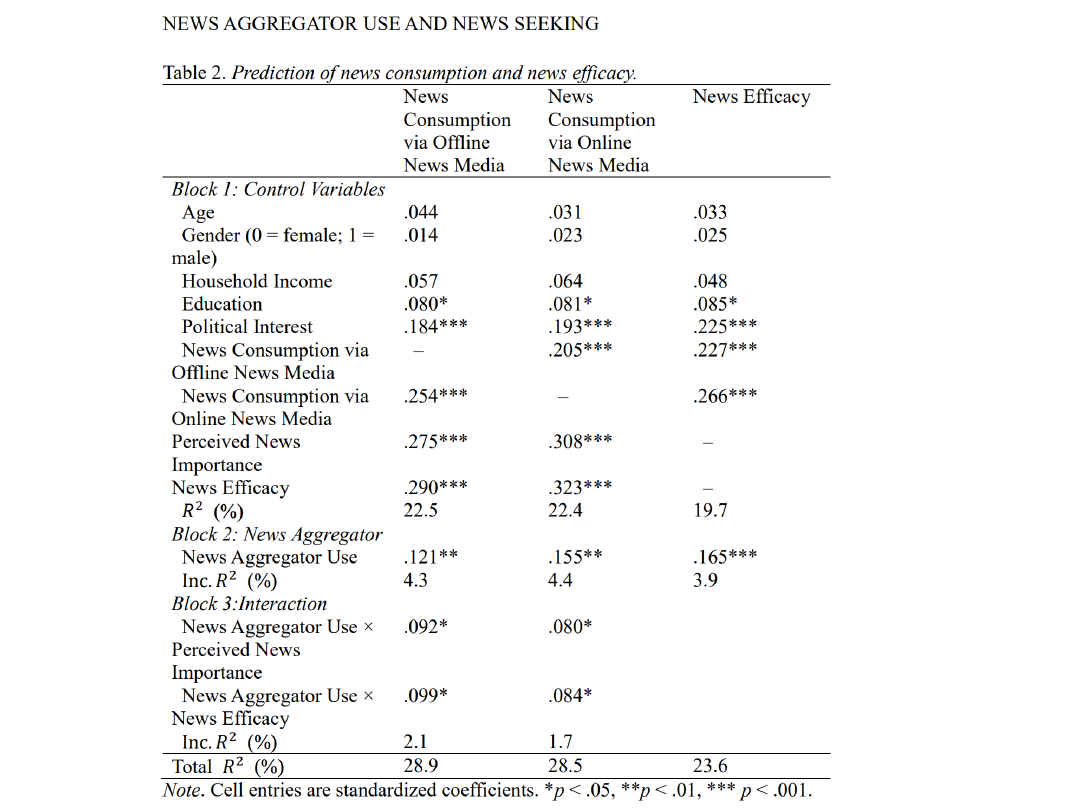 NEWS AGGREGATOR USE AND NEWS SEEKING
Table 2. Prediction of news consumption and news efficacy.
News Consumption via Offline News Media News Consumption via Online News Media News Efficacy
Block 1: Control Variables
Age .044 .031 .033
Gender (0 = female; 1 = .014 .023 .025
male)
Household Income .057 .064 .048
Education .080* .081* .085*
Political Interest .184*** .193*** .225***
News Consumption via – .205*** .227***
Offline News Media
News Consumption via .254*** – .266***
Online News Media
Perceived News .275*** .308*** –
Importance
News Efficacy .290*** .323*** –
R² (%) 22.5 22.4 19.7
Block 2: News Aggregator
News Aggregator Use .121** .155** .165***
Inc. R² (%) 4.3 4.4 3.9
Block 3:Interaction
News Aggregator Use × .092* .080*
Perceived News
Importance
News Aggregator Use × .099* .084*
News Efficacy
Inc. R² (%) 2.1 1.7
Total R² (%) 28.9 28.5 23.6
Note. Cell entries are standardized coefficients. *p < .05, **p < .01, *** p < .001.